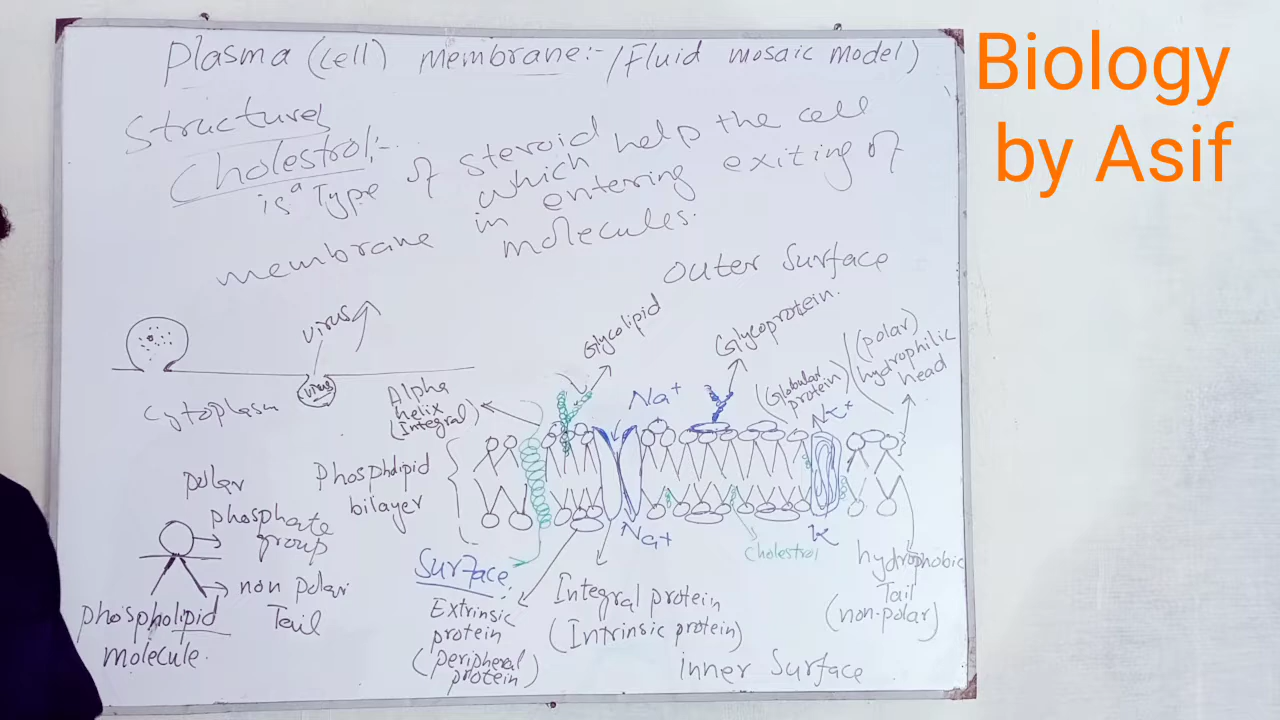 Plasma (cell) membrane:- / Fluid mosaic model)
Structures
Cholestrol:-
is a Type of steroid which help the cell
membrane in enterring exiting of
molecules.
outer surface
virus
virus
cytoplasm
Alpha
helix
(Integral)
Glycolipid
Glycoprotein.
Na+
(Globular
protein)
(polar)
hydrophilic
head
Phospholipid
bilayer
polar
phosphate
group
non polar
Tail
phospholipid
molecule.
Surface:
Extrinsic
protein
(peripheral
protein)
Na+
Integral protein
(Intrinsic protein)
Cholestrol
hydrophobic
Tail
(non-polar)
inner surface
Biology
by Asif